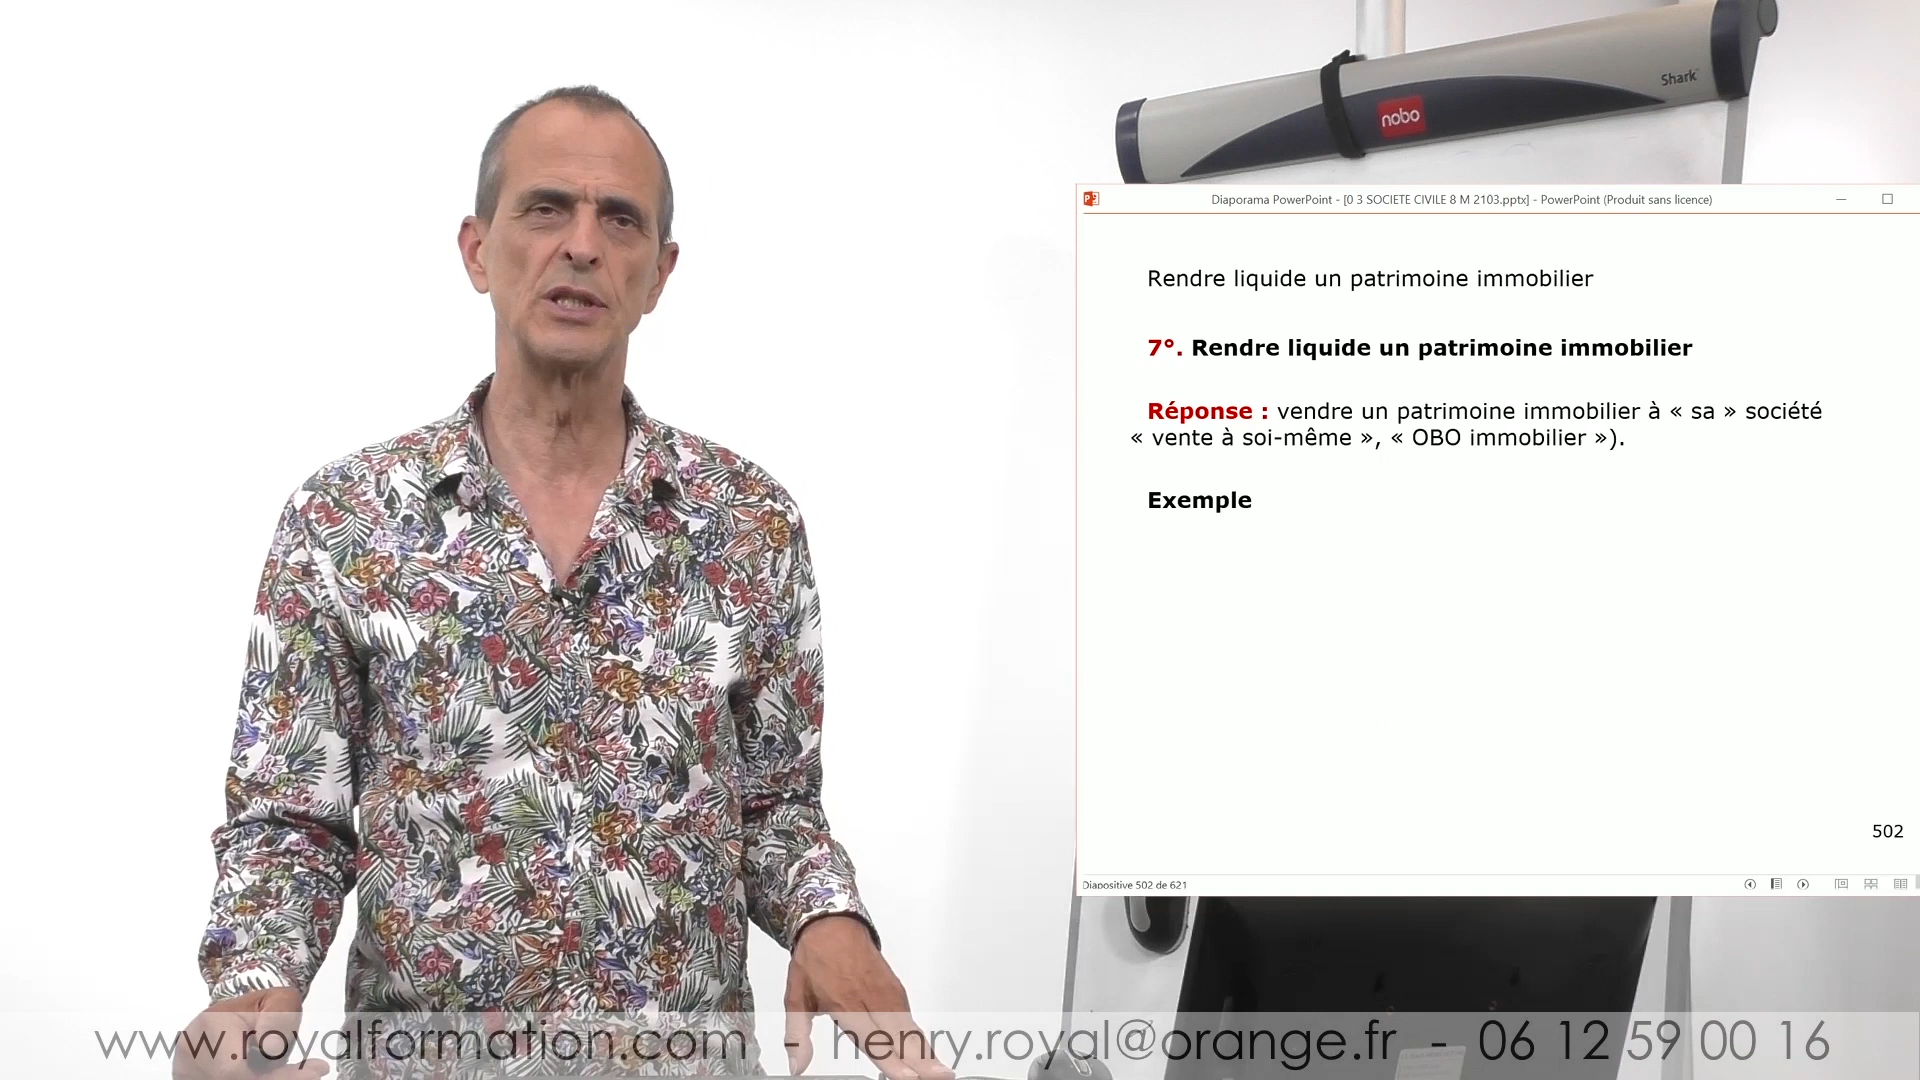 Shark
nobo
Diaporama PowerPoint - [0 3 SOCIETE CIVILE 8 M 2103.pptx] - PowerPoint (Produit sans licence)
Rendre liquide un patrimoine immobilier
7°. Rendre liquide un patrimoine immobilier
Réponse : vendre un patrimoine immobilier à « sa » société
« vente à soi-même », « OBO immobilier »).
Exemple
502
Diapositive 502 de 621
www.royalformation.com - henry.royal@orange.fr - 06 12 59 00 16